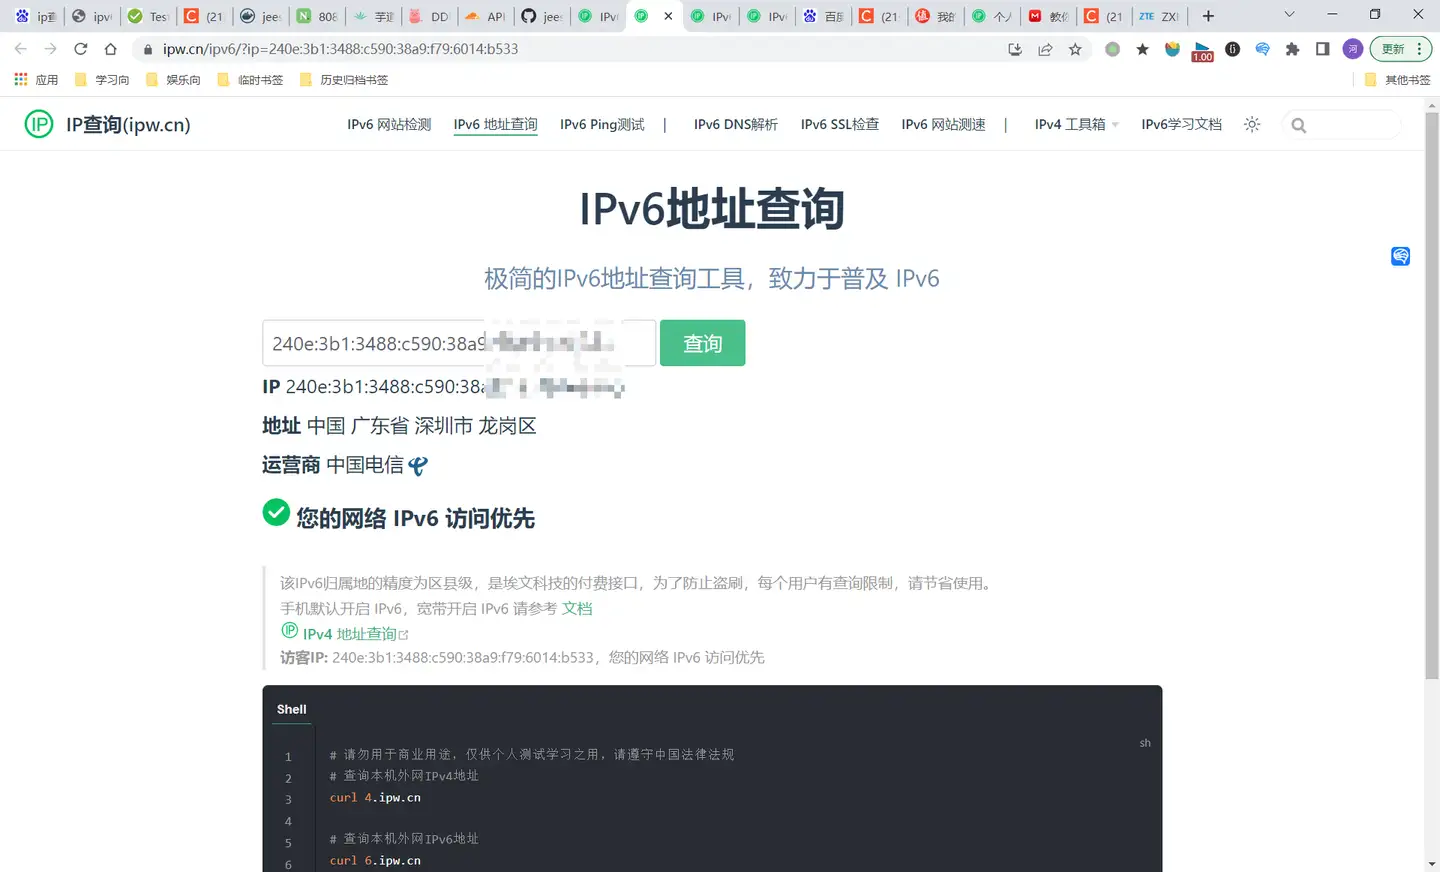 ip查
ipv
Tes
(21
jee
808
芋道
DD
API
jee
IPv
IPv
IPv
百度
(21
我的
个人
教你
(21
ZX
ipw.cn/ipv6/?ip=240e:3b1:3488:c590:38a9:f79:6014:b533
1.00
河
更新
应用
学习向
娱乐向
临时书签
历史归档书签
其他书签
IP查询(ipw.cn)
IPv6 网站检测
IPv6 地址查询
IPv6 Ping测试
|
IPv6 DNS解析
IPv6 SSL检查
IPv6 网站测速
|
IPv4 工具箱
IPv6学习文档
IPv6地址查询
极简的IPv6地址查询工具，致力于普及 IPv6
240e:3b1:3488:c590:38a9
查询
IP 240e:3b1:3488:c590:38a
地址 中国 广东省 深圳市 龙岗区
运营商 中国电信
您的网络 IPv6 访问优先
该IPv6归属地的精度为区县级，是埃文科技的付费接口，为了防止盗刷，每个用户有查询限制，请节省使用。
手机默认开启 IPv6，宽带开启 IPv6 请参考 文档
IPv4 地址查询
访客IP: 240e:3b1:3488:c590:38a9:f79:6014:b533，您的网络 IPv6 访问优先
Shell
sh
1 # 请勿用于商业用途，仅供个人测试学习之用，请遵守中国法律法规
2 # 查询本机外网IPv4地址
3 curl 4.ipw.cn
4
5 # 查询本机外网IPv6地址
6 curl 6.ipw.cn